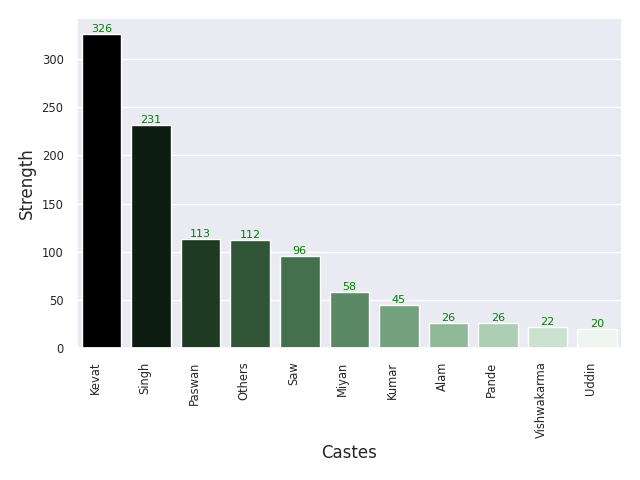 326
300
250
231
200
150
113
112
100
96
58
50
45
26
26
22
20
0
Strength
Kevat
Singh
Paswan
Others
Saw
Miyan
Kumar
Alam
Pande
Vishwakarma
Uddin
Castes